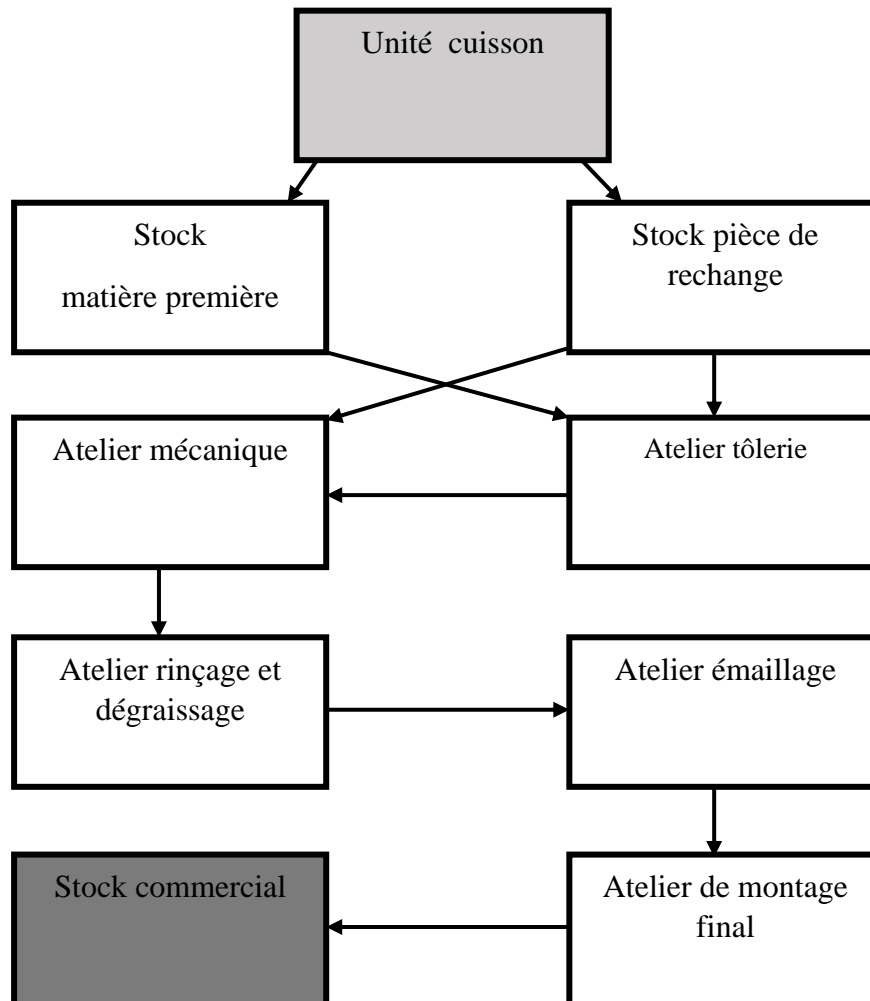 Unité cuisson
Stock
matière première
Stock pièce de
rechange
Atelier mécanique
Atelier tôlerie
Atelier rinçage et
dégraissage
Atelier émaillage
Stock commercial
Atelier de montage
final